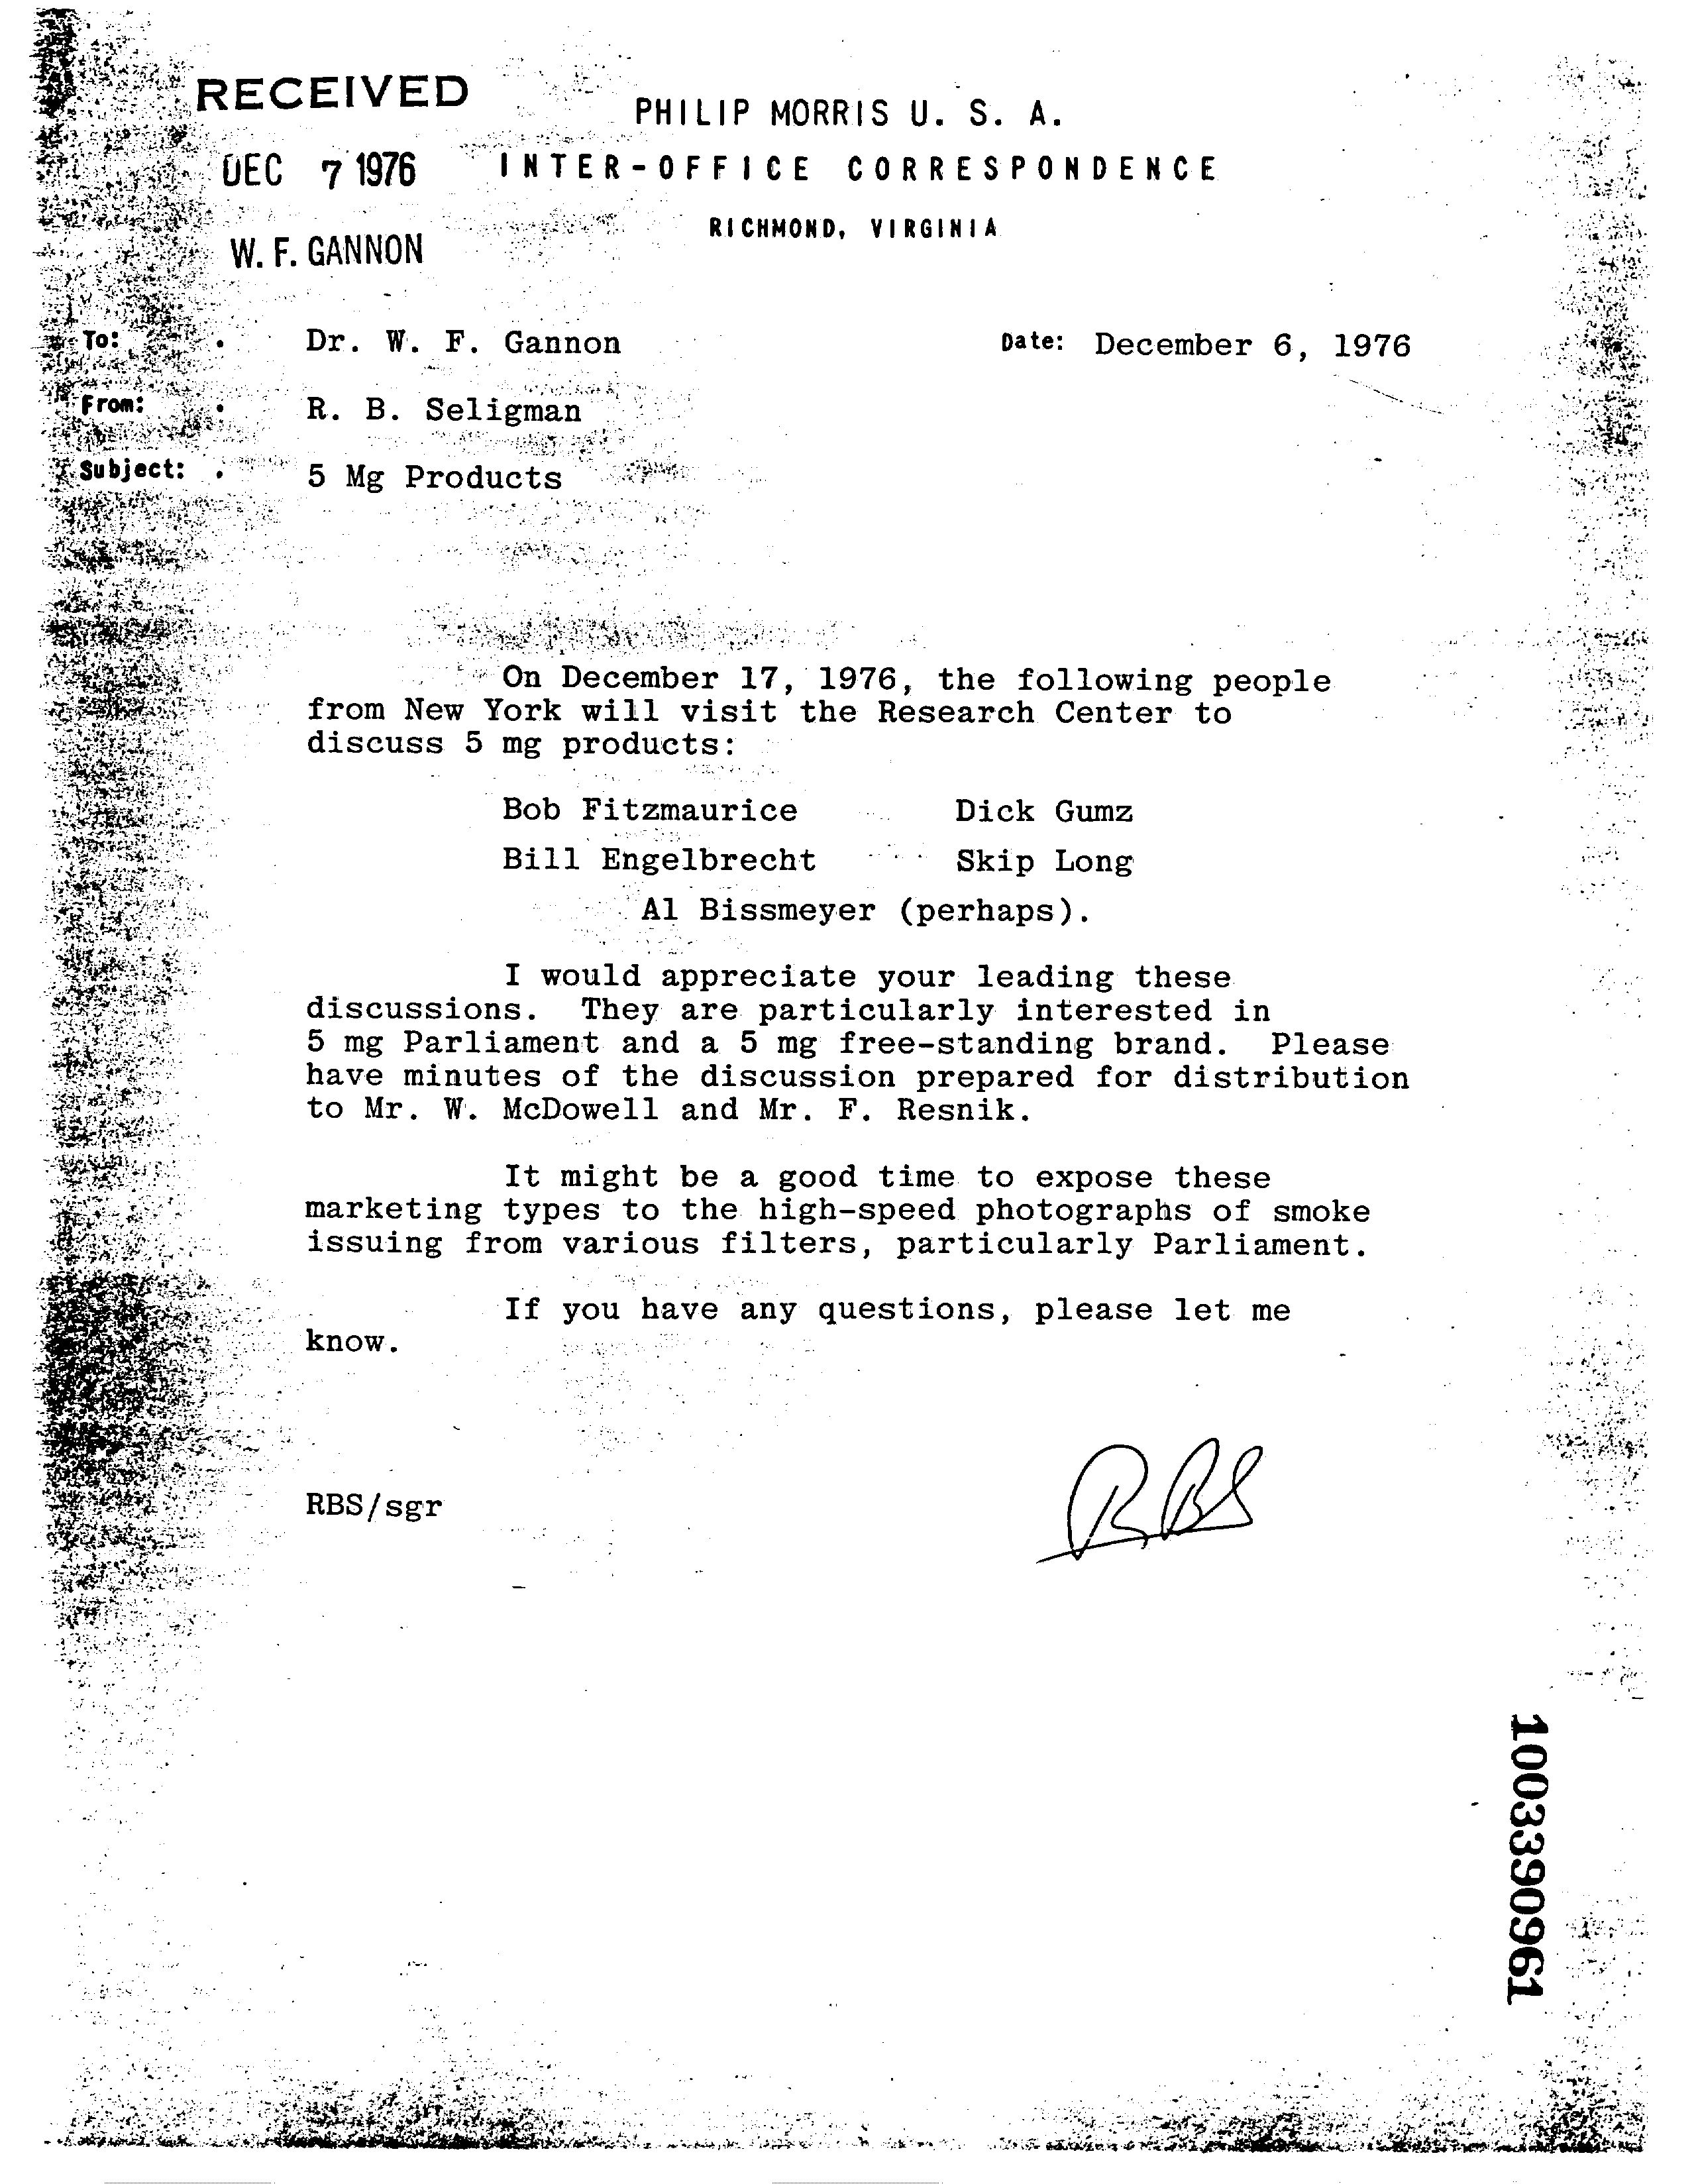 RECEIVED
DEC 7 1976
W. F. GANNON
PHILIP MORRIS U. S. A.
INTER-OFFICE CORRESPONDENCE
RICHMOND, VIRGINIA
To: Dr. W. F. Gannon Date: December 6, 1976
From: R. B. Seligman
Subject: 5 Mg Products
On December 17, 1976, the following people
from New York will visit the Research Center to
discuss 5 mg products:
Bob Fitzmaurice Dick Gumz
Bill Engelbrecht Skip Long
Al Bissmeyer (perhaps).
I would appreciate your leading these
discussions. They are particularly interested in
5 mg Parliament and a 5 mg free-standing brand. Please
have minutes of the discussion prepared for distribution
to Mr. W. McDowell and Mr. F. Resnik.
It might be a good time to expose these
marketing types to the high-speed photographs of smoke
issuing from various filters, particularly Parliament.
If you have any questions, please let me
know.
RBS
RBS/sgr
1003390961